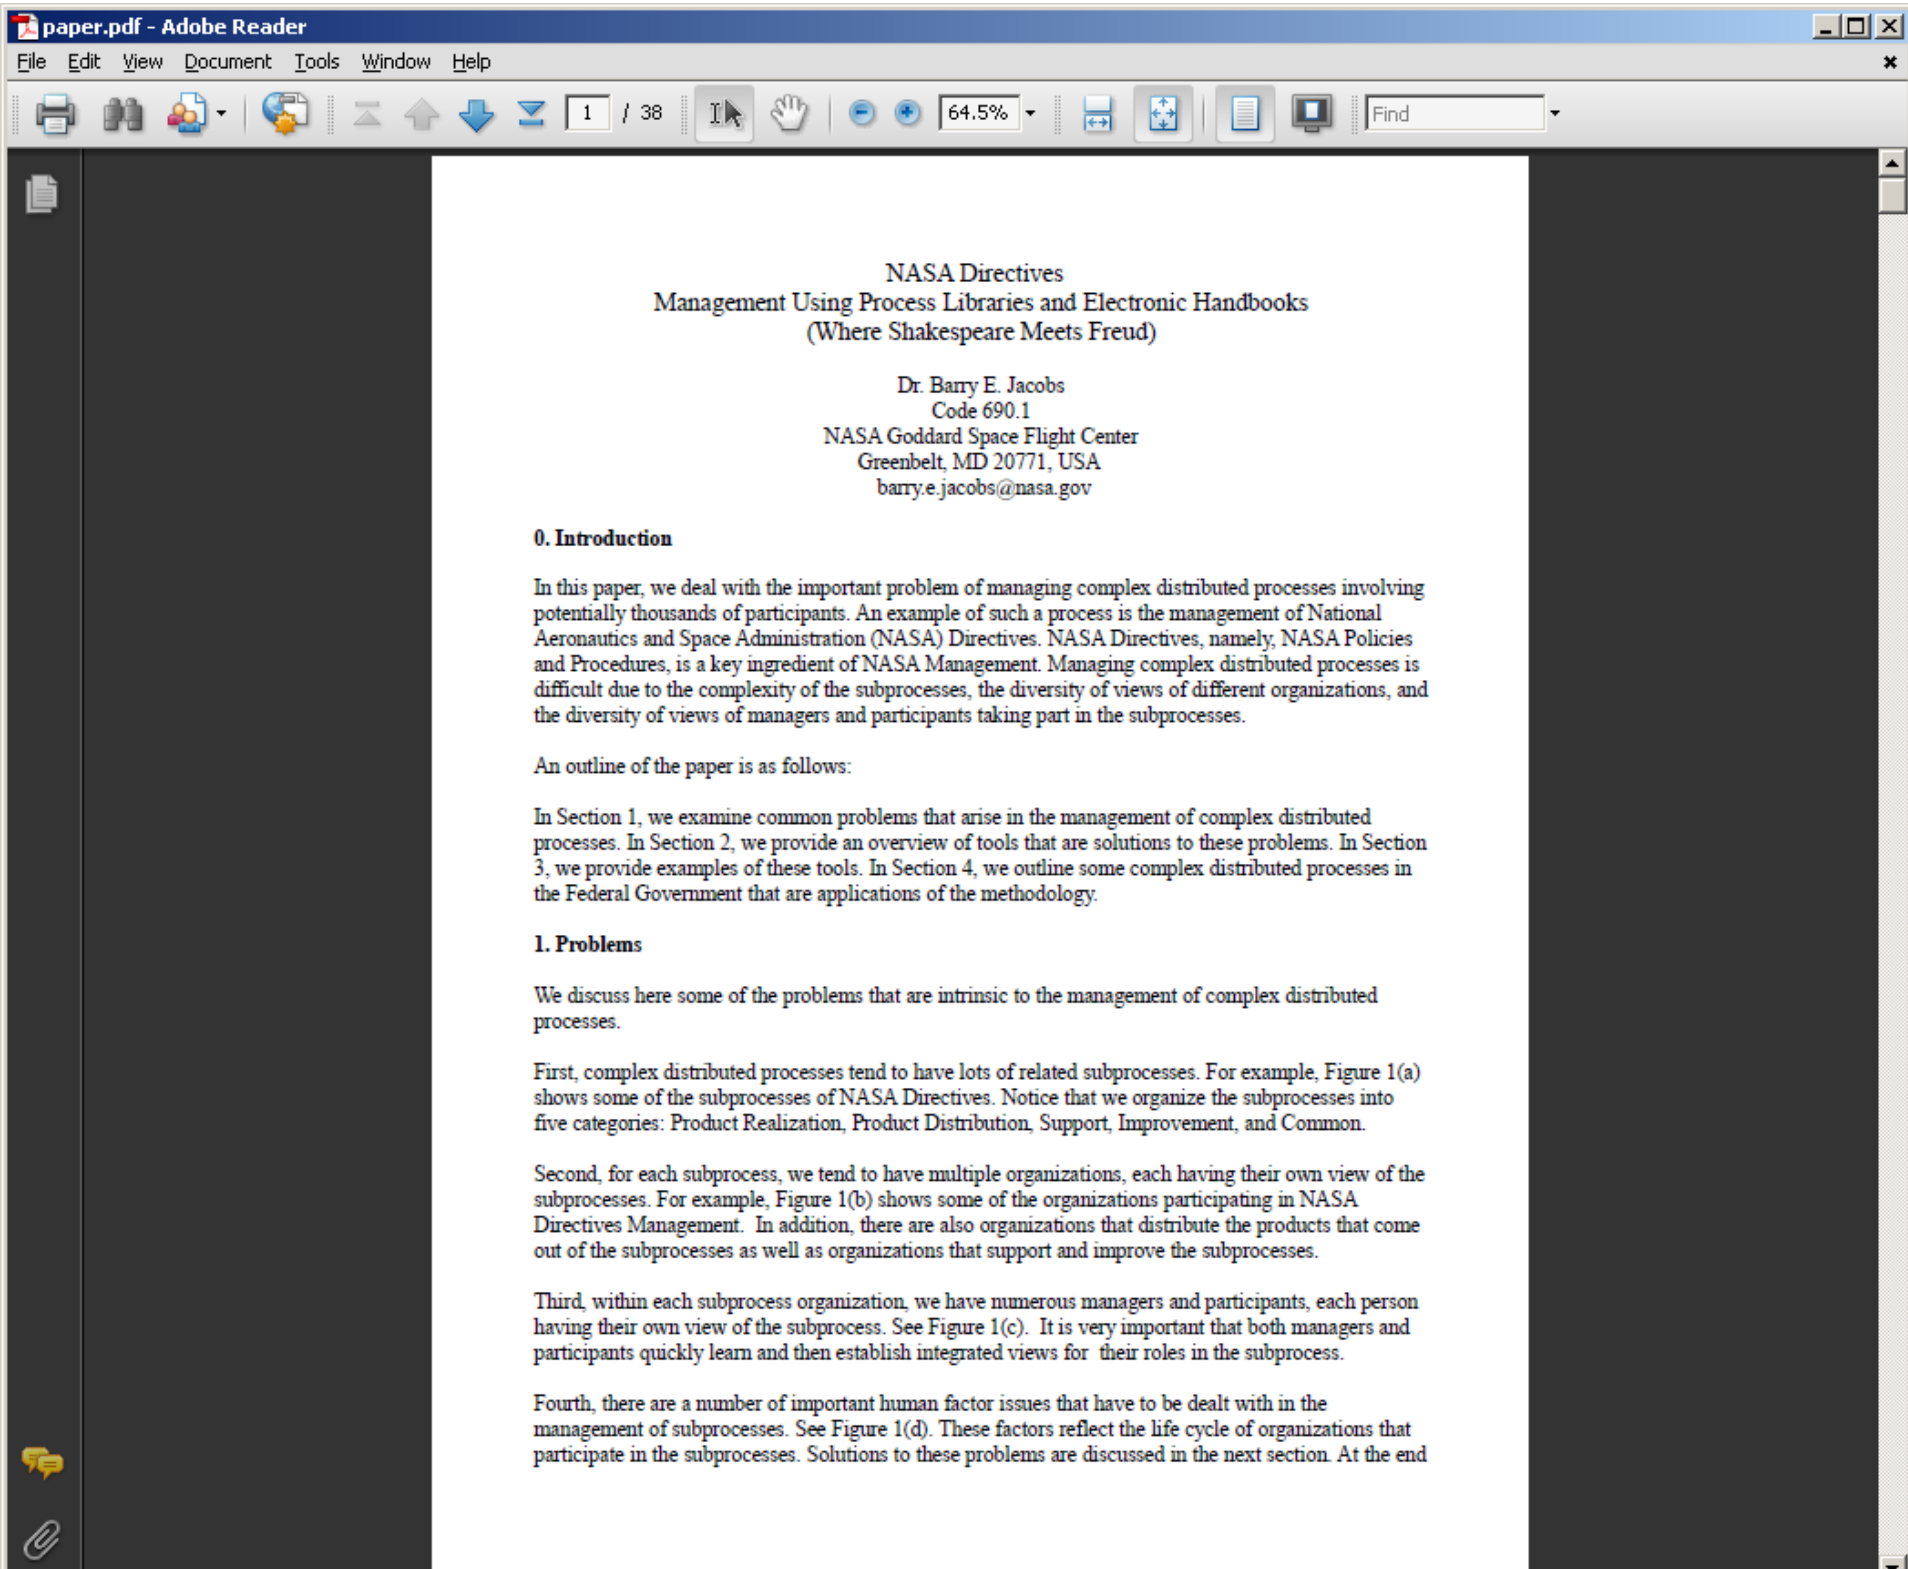 paper.pdf - Adobe Reader
File Edit View Document Tools Window Help
1 / 38 64.5% Find
NASA Directives
Management Using Process Libraries and Electronic Handbooks
(Where Shakespeare Meets Freud)
Dr. Barry E. Jacobs
Code 690.1
NASA Goddard Space Flight Center
Greenbelt, MD 20771, USA
barry.e.jacobs@nasa.gov
0. Introduction
In this paper, we deal with the important problem of managing complex distributed processes involving
potentially thousands of participants. An example of such a process is the management of National
Aeronautics and Space Administration (NASA) Directives. NASA Directives, namely, NASA Policies
and Procedures, is a key ingredient of NASA Management. Managing complex distributed processes is
difficult due to the complexity of the subprocesses, the diversity of views of different organizations, and
the diversity of views of managers and participants taking part in the subprocesses.
An outline of the paper is as follows:
In Section 1, we examine common problems that arise in the management of complex distributed
processes. In Section 2, we provide an overview of tools that are solutions to these problems. In Section
3, we provide examples of these tools. In Section 4, we outline some complex distributed processes in
the Federal Government that are applications of the methodology.
1. Problems
We discuss here some of the problems that are intrinsic to the management of complex distributed
processes.
First, complex distributed processes tend to have lots of related subprocesses. For example, Figure 1(a)
shows some of the subprocesses of NASA Directives. Notice that we organize the subprocesses into
five categories: Product Realization, Product Distribution, Support, Improvement, and Common.
Second, for each subprocess, we tend to have multiple organizations, each having their own view of the
subprocesses. For example, Figure 1(b) shows some of the organizations participating in NASA
Directives Management.  In addition, there are also organizations that distribute the products that come
out of the subprocesses as well as organizations that support and improve the subprocesses.
Third, within each subprocess organization, we have numerous managers and participants, each person
having their own view of the subprocess. See Figure 1(c).  It is very important that both managers and
participants quickly learn and then establish integrated views for  their roles in the subprocess.
Fourth, there are a number of important human factor issues that have to be dealt with in the
management of subprocesses. See Figure 1(d). These factors reflect the life cycle of organizations that
participate in the subprocesses. Solutions to these problems are discussed in the next section. At the end